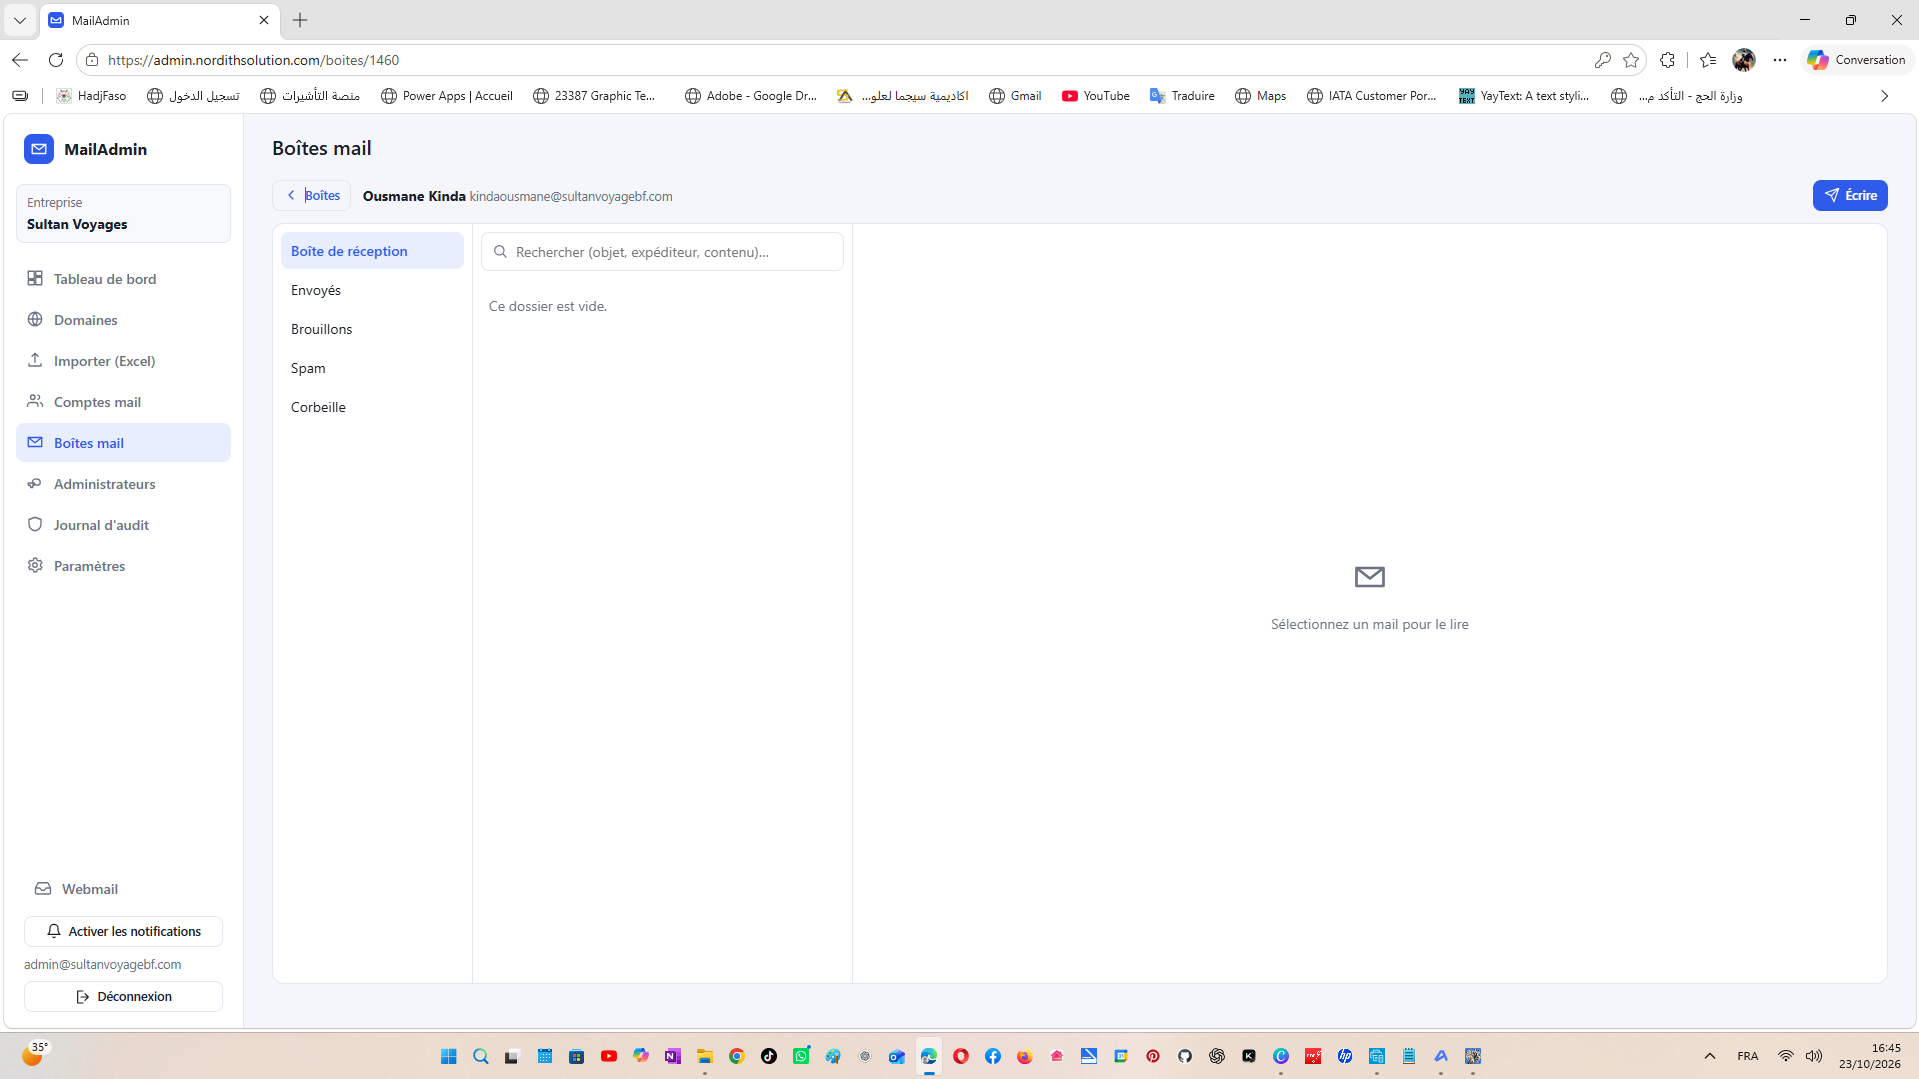 MailAdmin
https://admin.nordithsolution.com/boites/1460
Conversation
HadjFaso
تسجيل الدخول
منصة التأشيرات
Power Apps | Accueil
23387 Graphic Te...
Adobe - Google Dr...
اكاديمية سيجما لعلو...
Gmail
YouTube
Traduire
Maps
IATA Customer Por...
YayText: A text styli...
وزارة الحج - التأكد م...
MailAdmin
Entreprise
Sultan Voyages
Tableau de bord
Domaines
Importer (Excel)
Comptes mail
Boîtes mail
Administrateurs
Journal d'audit
Paramètres
Webmail
Activer les notifications
admin@sultanvoyagebf.com
Déconnexion
Boîtes mail
Boîtes
Ousmane Kinda kindaousmane@sultanvoyagebf.com
Écrire
Boîte de réception
Envoyés
Brouillons
Spam
Corbeille
Rechercher (objet, expéditeur, contenu)...
Ce dossier est vide.
Sélectionnez un mail pour le lire
35°
FRA
16:45
23/10/2026